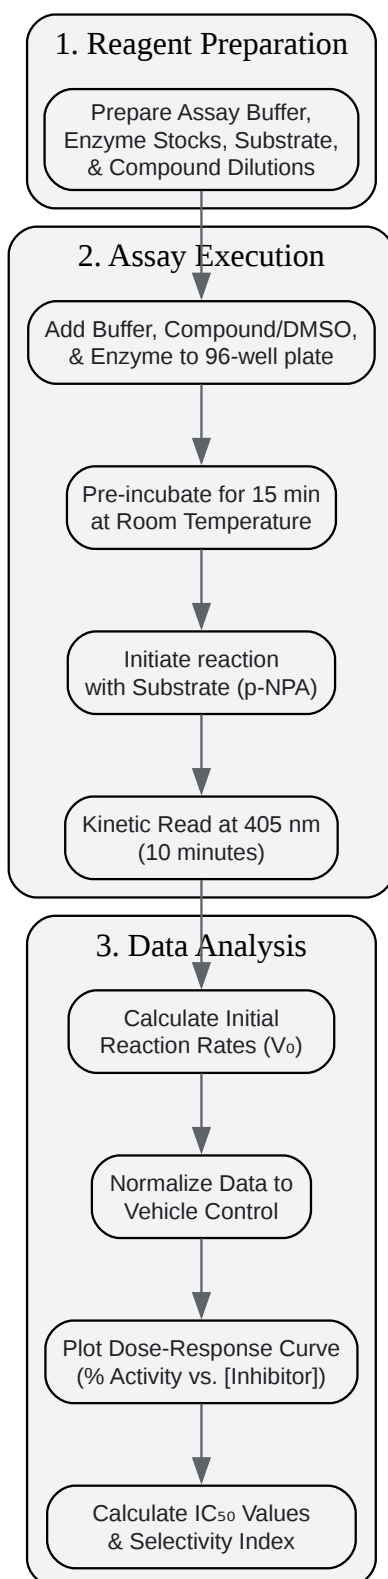 1. Reagent Preparation
Prepare Assay Buffer,
Enzyme Stocks, Substrate,
& Compound Dilutions
2. Assay Execution
Add Buffer, Compound/DMSO,
& Enzyme to 96-well plate
Pre-incubate for 15 min
at Room Temperature
Initiate reaction
with Substrate (p-NPA)
Kinetic Read at 405 nm
(10 minutes)
3. Data Analysis
Calculate Initial
Reaction Rates (V₀)
Normalize Data to
Vehicle Control
Plot Dose-Response Curve
(% Activity vs. [Inhibitor])
Calculate IC₅₀ Values
& Selectivity Index